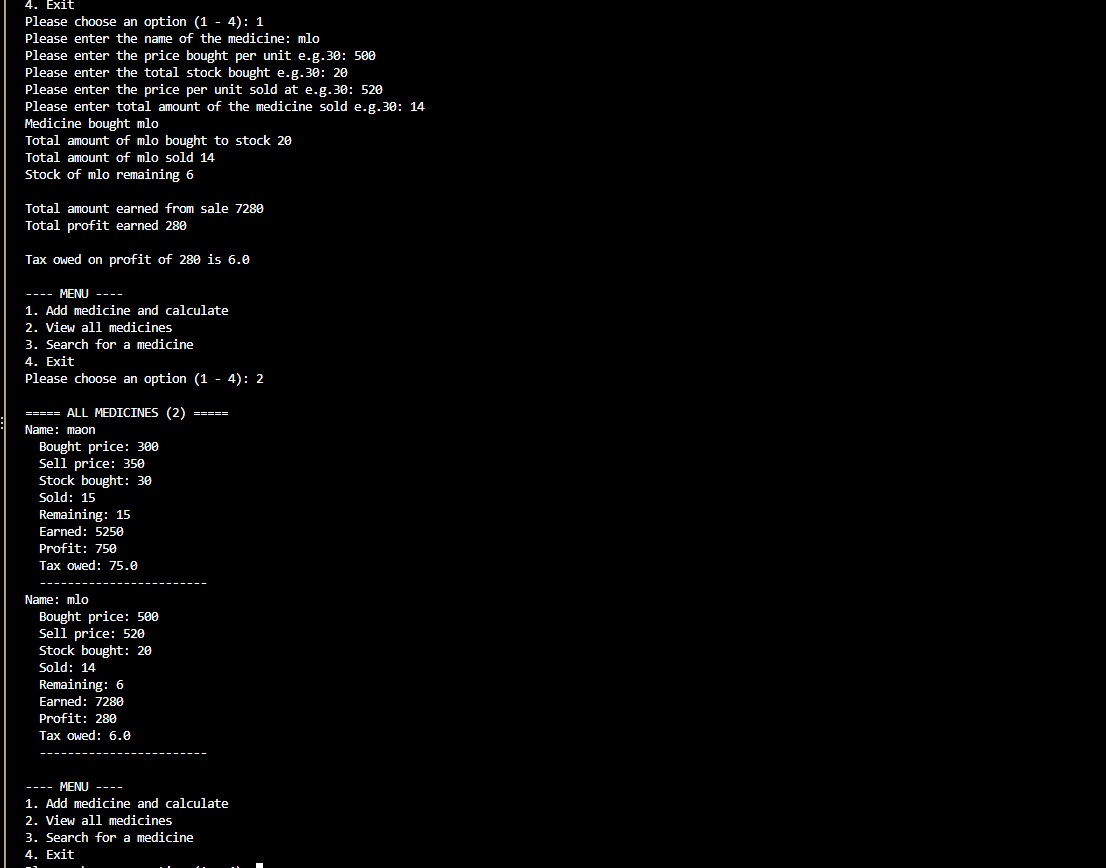 4. Exit
Please choose an option (1 - 4): 1
Please enter the name of the medicine: mlo
Please enter the price bought per unit e.g.30: 500
Please enter the total stock bought e.g.30: 20
Please enter the price per unit sold at e.g.30: 520
Please enter total amount of the medicine sold e.g.30: 14
Medicine bought mlo
Total amount of mlo bought to stock 20
Total amount of mlo sold 14
Stock of mlo remaining 6

Total amount earned from sale 7280
Total profit earned 280

Tax owed on profit of 280 is 6.0

---- MENU ----
1. Add medicine and calculate
2. View all medicines
3. Search for a medicine
4. Exit
Please choose an option (1 - 4): 2

===== ALL MEDICINES (2) =====
Name: maon
  Bought price: 300
  Sell price: 350
  Stock bought: 30
  Sold: 15
  Remaining: 15
  Earned: 5250
  Profit: 750
  Tax owed: 75.0
  ------------------------
Name: mlo
  Bought price: 500
  Sell price: 520
  Stock bought: 20
  Sold: 14
  Remaining: 6
  Earned: 7280
  Profit: 280
  Tax owed: 6.0
  ------------------------

---- MENU ----
1. Add medicine and calculate
2. View all medicines
3. Search for a medicine
4. Exit